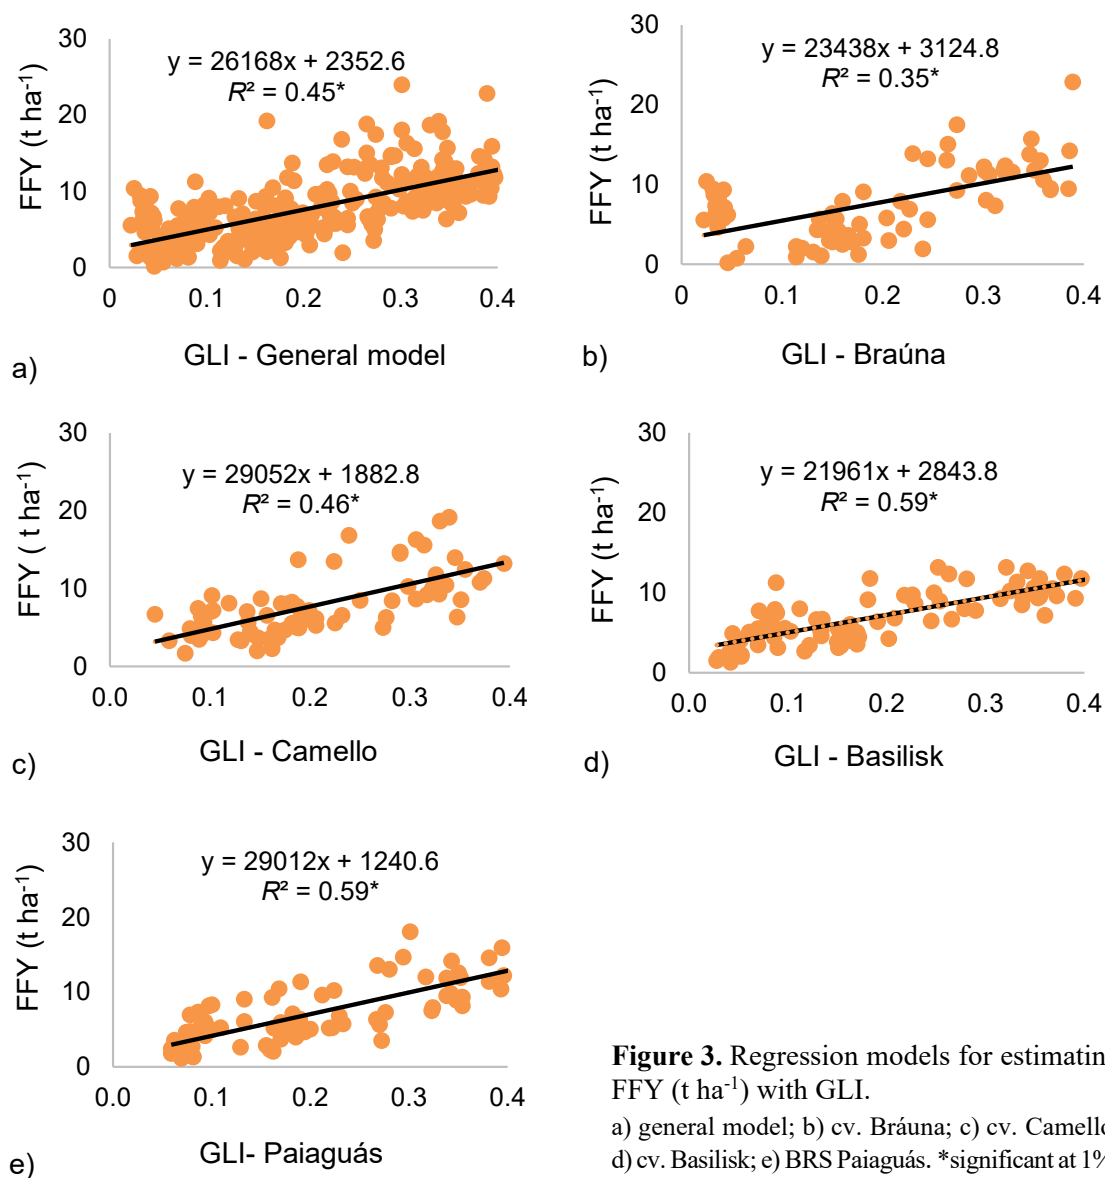 30
20
10
0
FFY (t ha⁻¹)
y = 26168x + 2352.6
R² = 0.45*
0 0.1 0.2 0.3 0.4
GLI - General model
a)
30
20
10
0
FFY (t ha⁻¹)
y = 23438x + 3124.8
R² = 0.35*
0 0.1 0.2 0.3 0.4
GLI - Braúna
b)
30
20
10
0
FFY ( t ha⁻¹)
y = 29052x + 1882.8
R² = 0.46*
0.0 0.1 0.2 0.3 0.4
GLI - Camello
c)
30
20
10
0
FFY (t ha⁻¹)
y = 21961x + 2843.8
R² = 0.59*
0.0 0.1 0.2 0.3 0.4
GLI - Basilisk
d)
30
20
10
0
FFY (t ha⁻¹)
y = 29012x + 1240.6
R² = 0.59*
0.0 0.1 0.2 0.3 0.4
GLI- Paiaguás
e)
Figure 3. Regression models for estimatin
FFY (t ha⁻¹) with GLI.
a) general model; b) cv. Bráuna; c) cv. Camello
d) cv. Basilisk; e) BRS Paiaguás. *significant at 1%